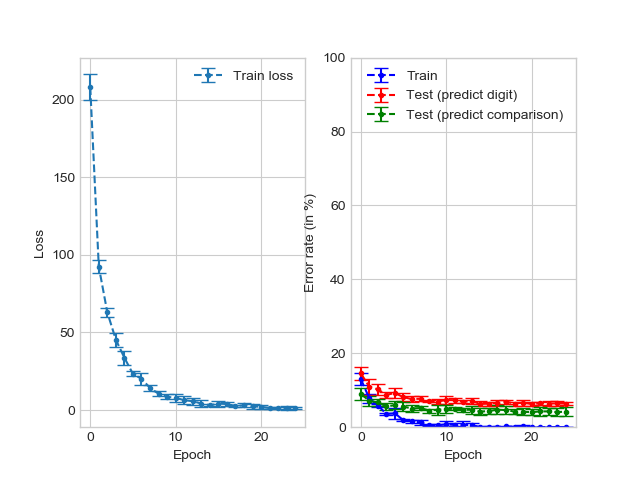 Train loss
200
150
100
50
0
Loss
0
10
20
Epoch
Train
Test (predict digit)
Test (predict comparison)
100
80
60
40
20
0
Error rate (in %)
0
10
20
Epoch